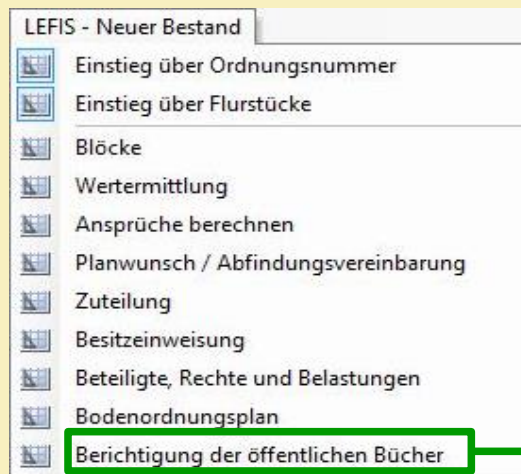 LEFIS - Neuer Bestand
Einstieg über Ordnungsnummer
Einstieg über Flurstücke
Blöcke
Wertermittlung
Ansprüche berechnen
Planwunsch / Abfindungsvereinbarung
Zuteilung
Besitzeinweisung
Beteiligte, Rechte und Belastungen
Bodenordnungsplan
Berichtigung der öffentlichen Bücher